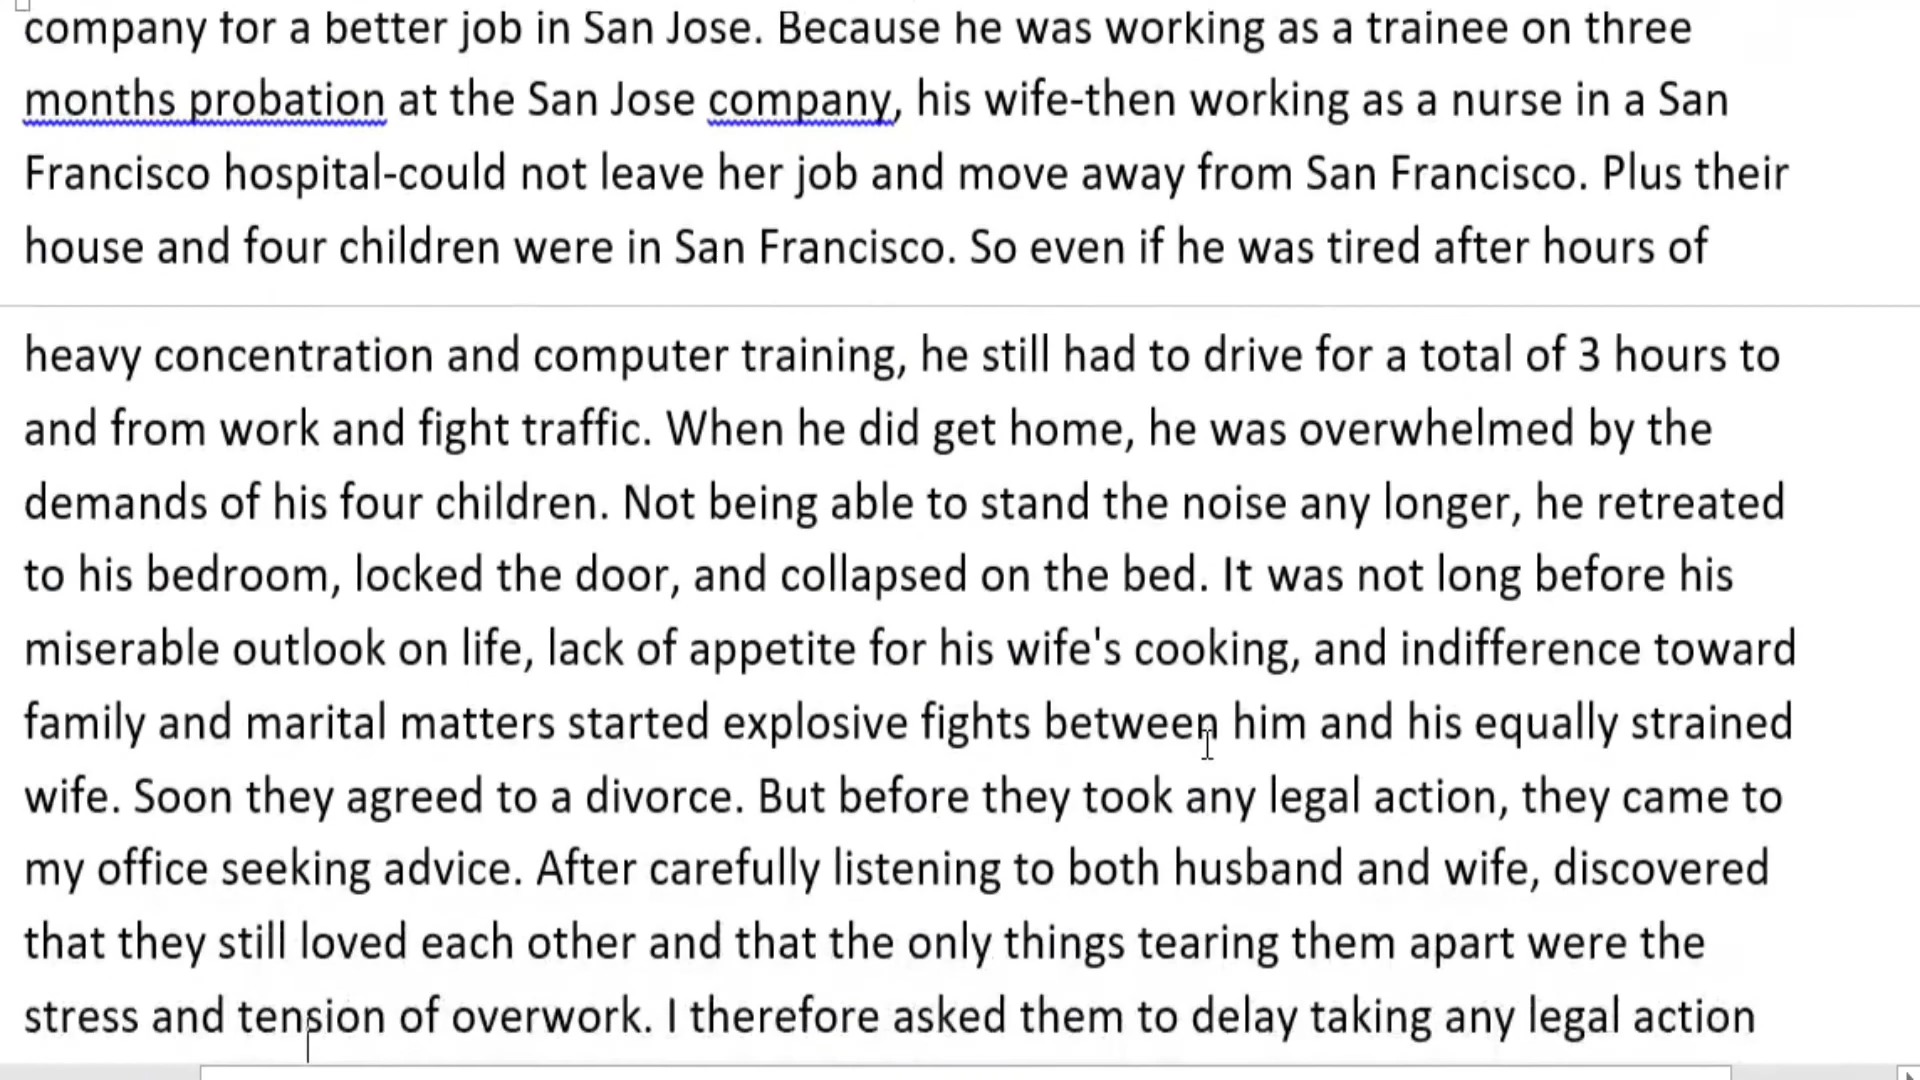 company for a better job in San Jose. Because he was working as a trainee on three
months probation at the San Jose company, his wife-then working as a nurse in a San
Francisco hospital-could not leave her job and move away from San Francisco. Plus their
house and four children were in San Francisco. So even if he was tired after hours of
heavy concentration and computer training, he still had to drive for a total of 3 hours to
and from work and fight traffic. When he did get home, he was overwhelmed by the
demands of his four children. Not being able to stand the noise any longer, he retreated
to his bedroom, locked the door, and collapsed on the bed. It was not long before his
miserable outlook on life, lack of appetite for his wife's cooking, and indifference toward
family and marital matters started explosive fights between him and his equally strained
wife. Soon they agreed to a divorce. But before they took any legal action, they came to
my office seeking advice. After carefully listening to both husband and wife, discovered
that they still loved each other and that the only things tearing them apart were the
stress and tension of overwork. I therefore asked them to delay taking any legal action